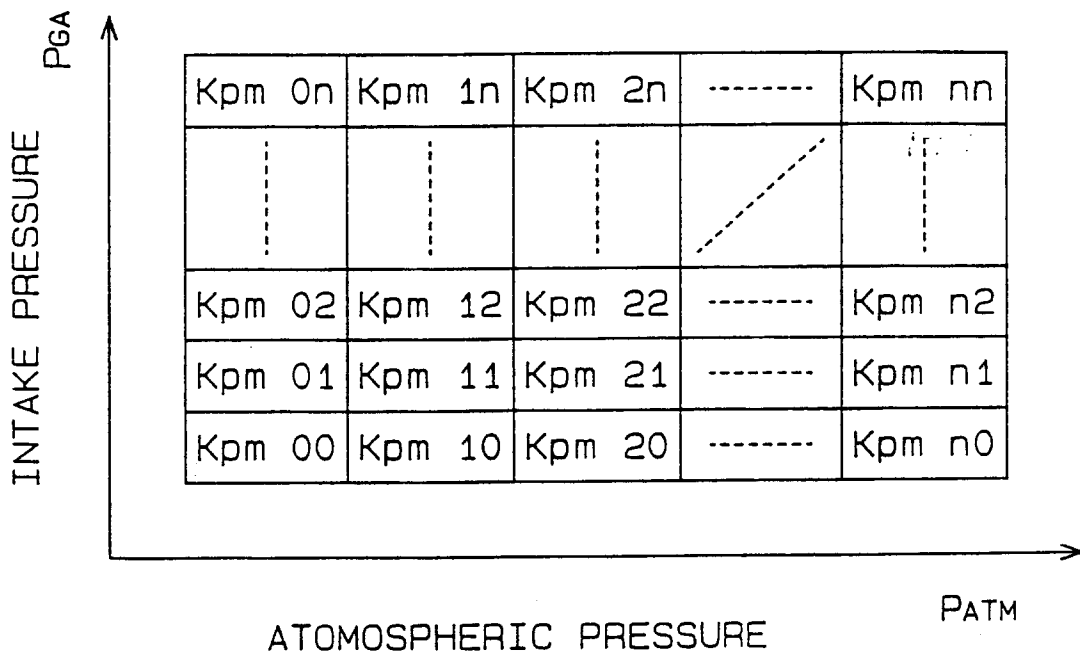 PGA
INTAKE PRESSURE
Kpm 0n Kpm 1n Kpm 2n Kpm nn
Kpm 02 Kpm 12 Kpm 22 Kpm n2
Kpm 01 Kpm 11 Kpm 21 Kpm n1
Kpm 00 Kpm 10 Kpm 20 Kpm n0
PATM
ATOMOSPHERIC PRESSURE